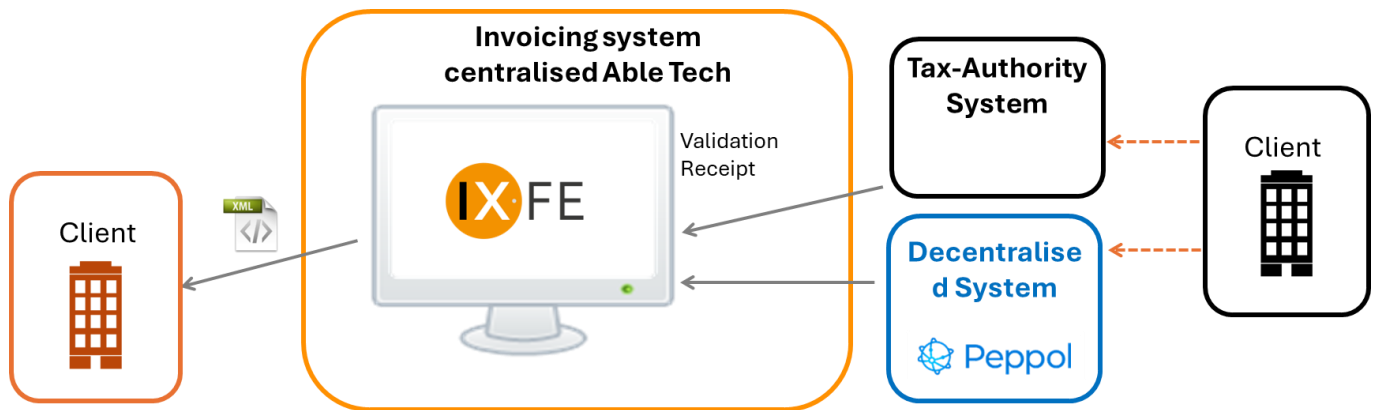 Invoicing system
centralised Able Tech
Tax-Authority
System
Validation
Receipt
Client
IX.FE
XML
</>
Client
Decentralise
d System
Peppol